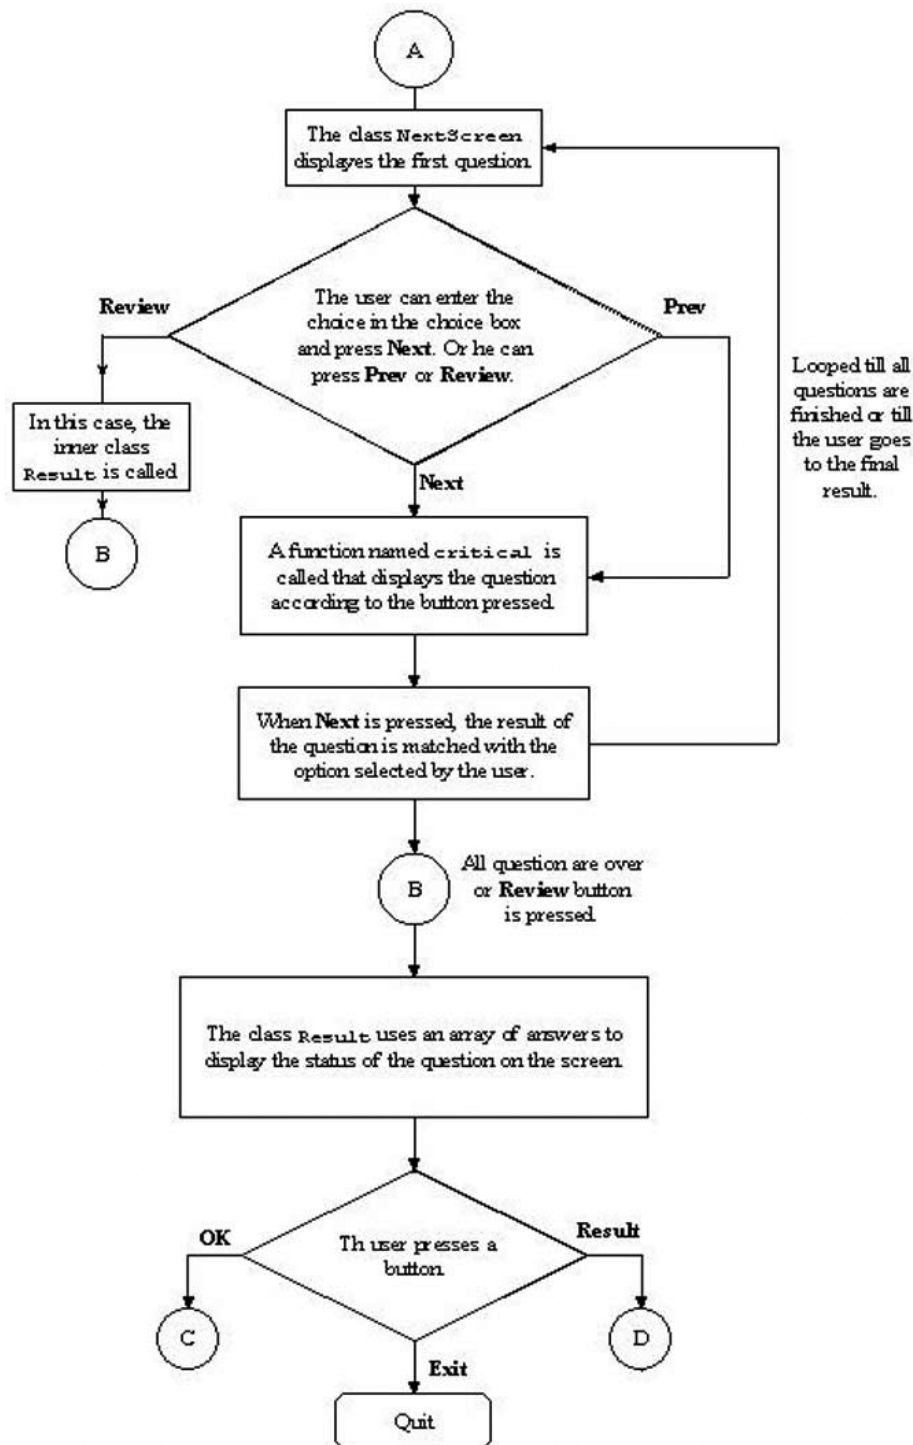 A
The class NextScreen
displayes the first question.
Review
The user can enter the
choice in the choice box
and press Next. Or he can
press Prev or Review.
Prev
Looped till all
questions are
finished or till
the user goes
to the final
result.
In this case, the
inner class
Result is called
Next
B
A function named critical is
called that displays the question
according to the button pressed.
When Next is pressed, the result of
the question is matched with the
option selected by the user.
B
All question are over
or Review button
is pressed.
The class Result uses an array of answers to
display the status of the question on the screen.
OK
Th user presses a
button.
Result
C
D
Exit
Quit